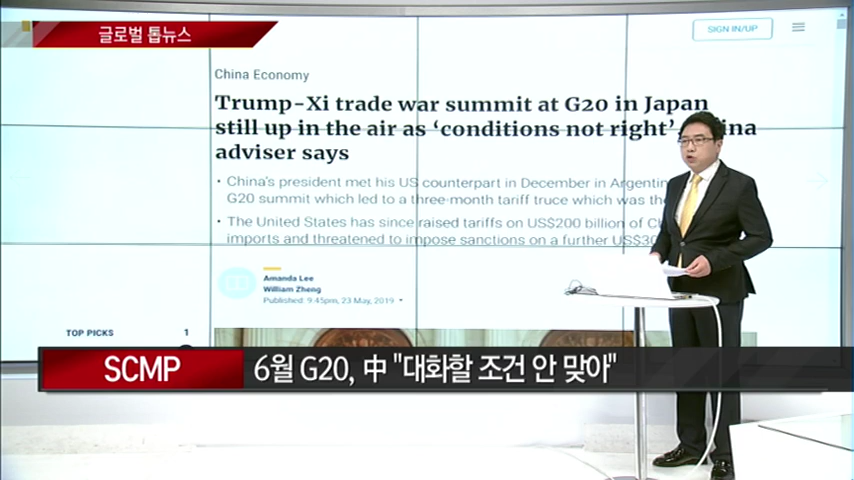 글로벌 톱뉴스
SIGN IN/UP
China Economy
Trump-Xi trade war summit at G20 in Japan
still up in the air as ‘conditions not right’,
adviser says
• China's president met his US counterpart in December in
G20 summit which led to a three-month tariff truce which was
• The United States has since raised tariffs on US$200 billion of
imports and threatened to impose sanctions on a further
Amanda Lee
William Zheng
Published: 9:45pm, 23 May, 2019
TOP PICKS 1
SCMP 6월 G20, 中 "대화할 조건 안 맞아"